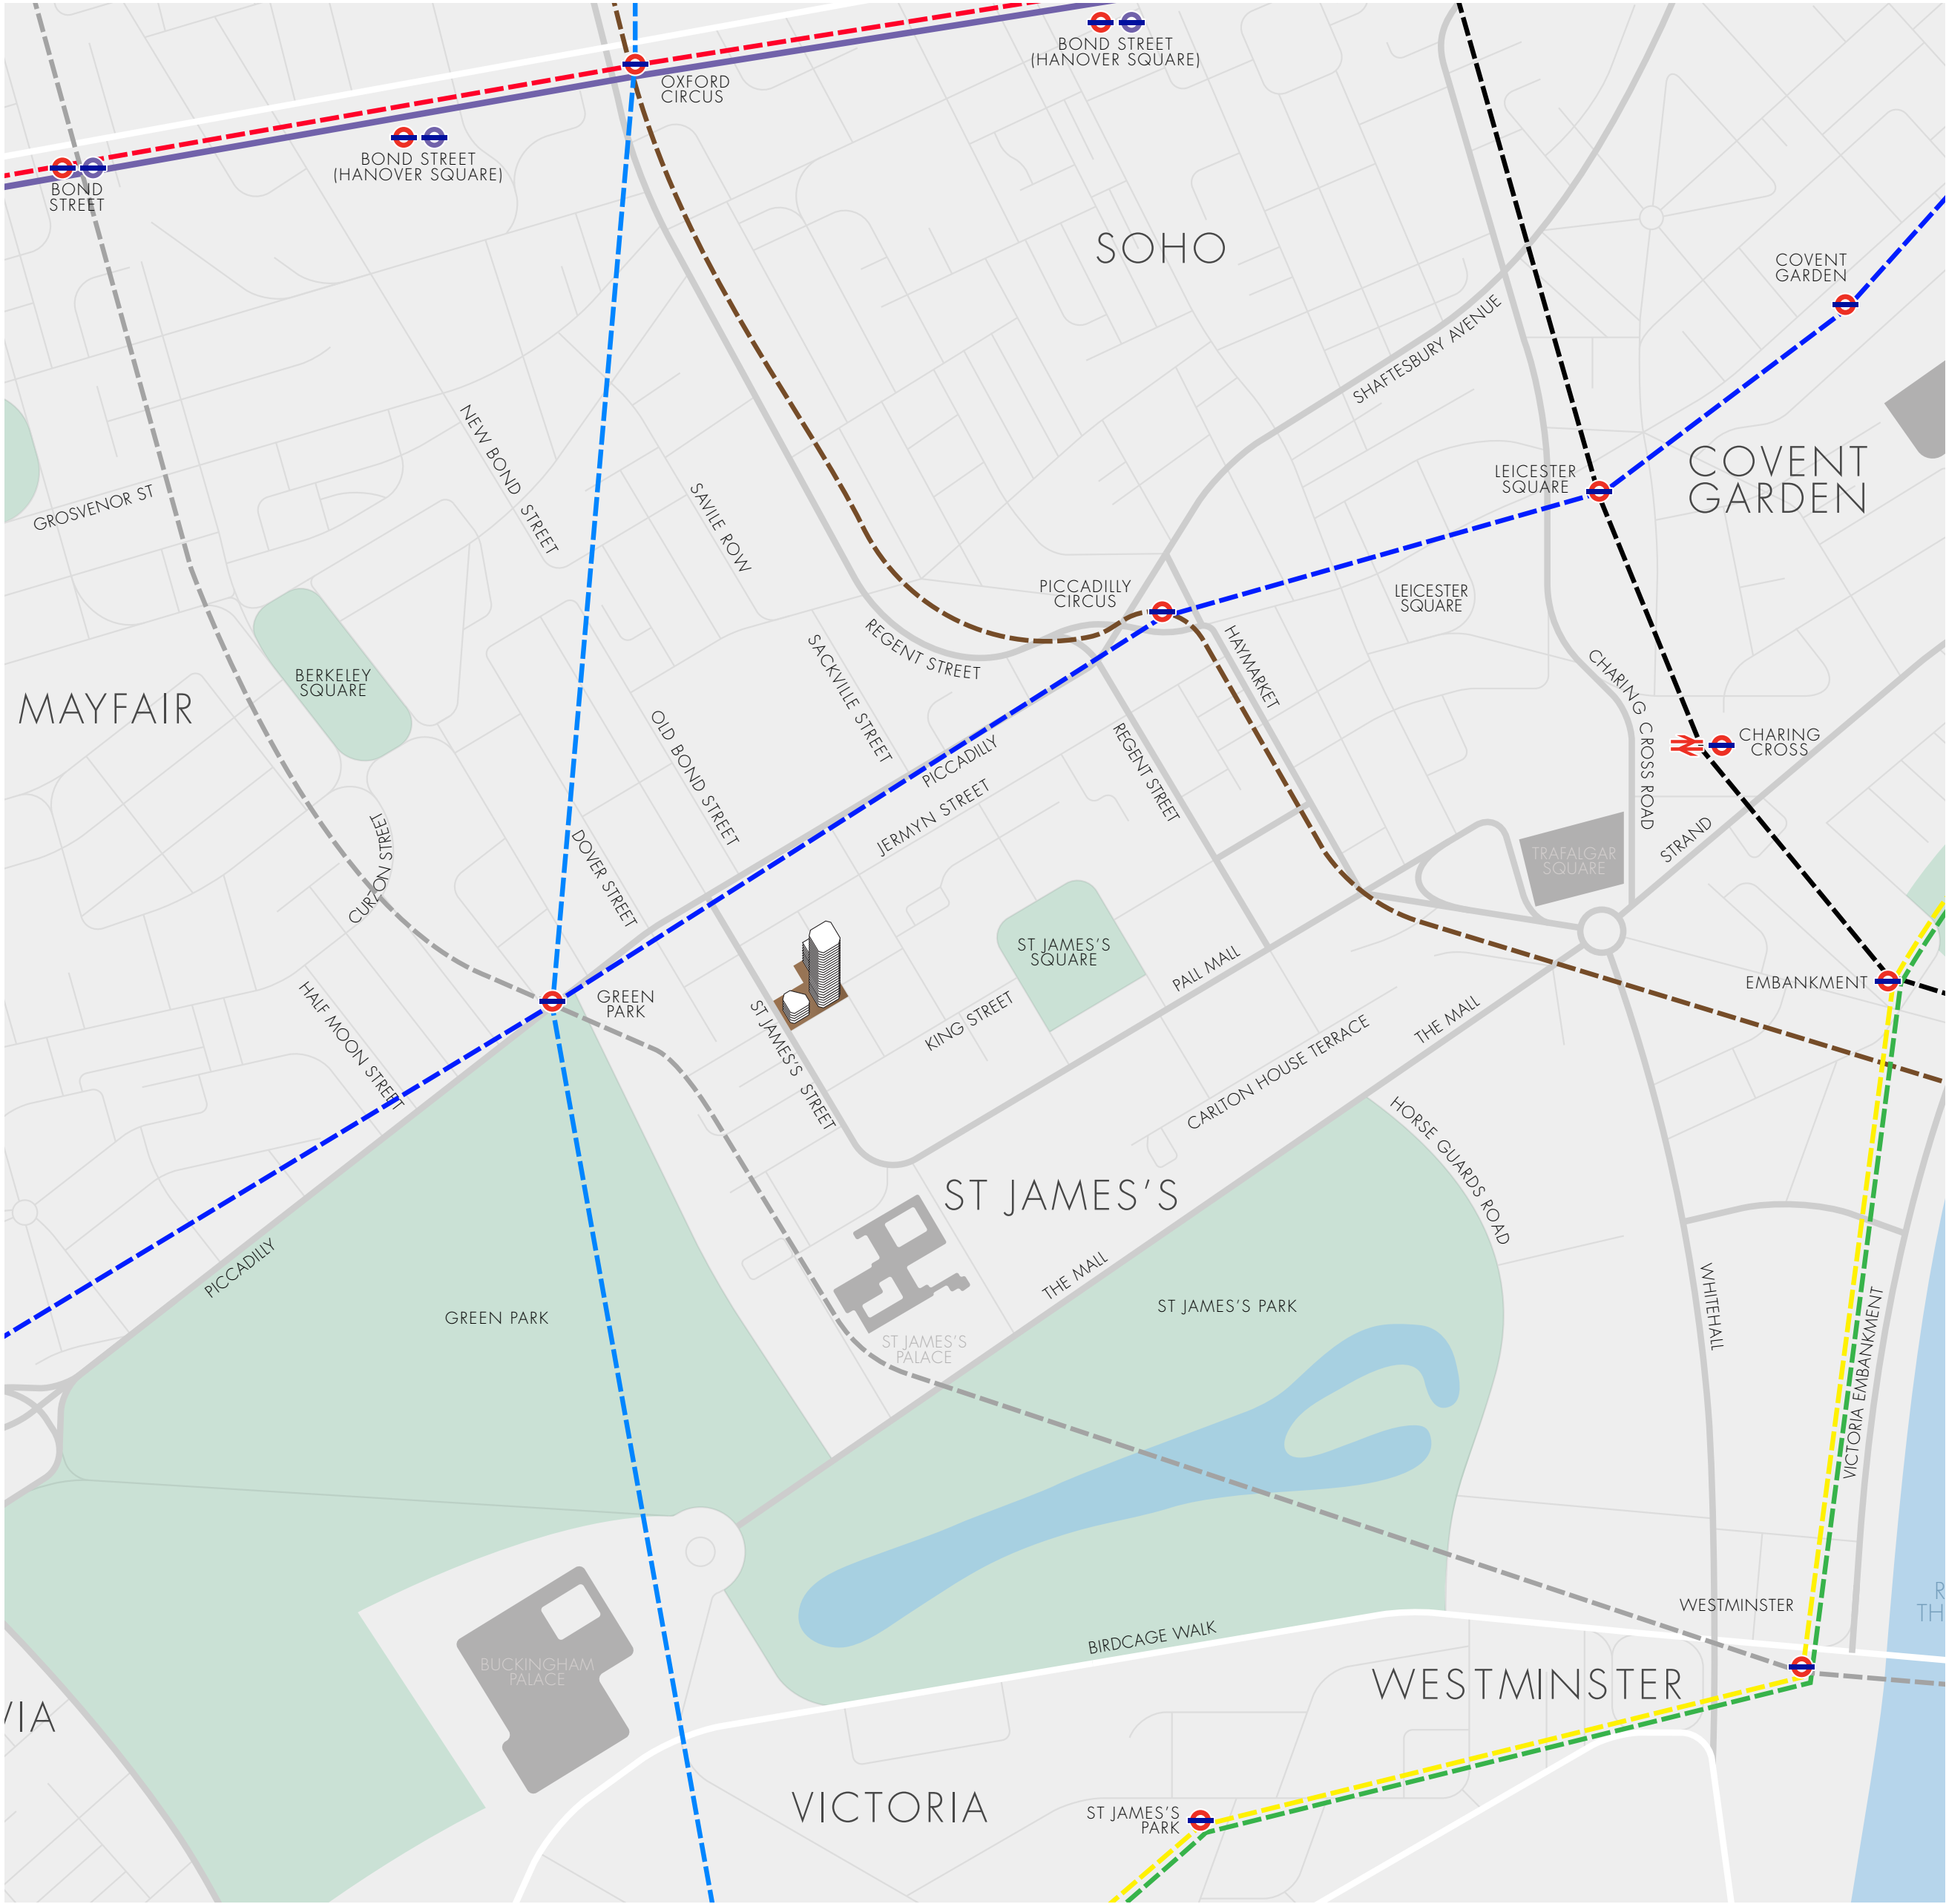 BOND STREET
(HANOVER SQUARE)
OXFORD
CIRCUS
BOND STREET
(HANOVER SQUARE)
BOND
STREET
SOHO
COVENT
GARDEN
SHAFTESBURY AVENUE
NEW BOND STREET
GROSVENOR ST
SAVILE ROW
LEICESTER
SQUARE
COVENT
GARDEN
PICCADILLY
CIRCUS
LEICESTER
SQUARE
REGENT STREET
HAYMARKET
BERKELEY
SQUARE
MAYFAIR
SACKVILLE STREET
OLD BOND STREET
PICCADILLY
JERMYN STREET
REGENT STREET
CHARING CROSS ROAD
CHARING
CROSS
CURZON STREET
DOVER STREET
TRAFALGAR
SQUARE
STRAND
ST JAMES'S
SQUARE
PALL MALL
EMBANKMENT
GREEN
PARK
HALF MOON STREET
ST JAMES'S STREET
KING STREET
CARLTON HOUSE TERRACE
THE MALL
HORSE GUARDS ROAD
ST JAMES'S
PICCADILLY
THE MALL
GREEN PARK
ST JAMES'S PARK
WHITEHALL
VICTORIA EMBANKMENT
ST JAMES'S
PALACE
WESTMINSTER
R
TH
BIRDCAGE WALK
BUCKINGHAM
PALACE
WESTMINSTER
VIA
VICTORIA
ST JAMES'S
PARK